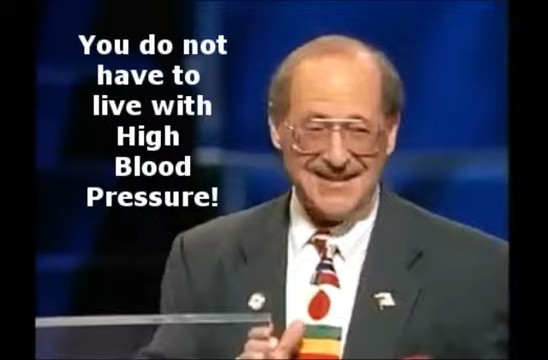 You do not
have to
live with
High
Blood
Pressure!